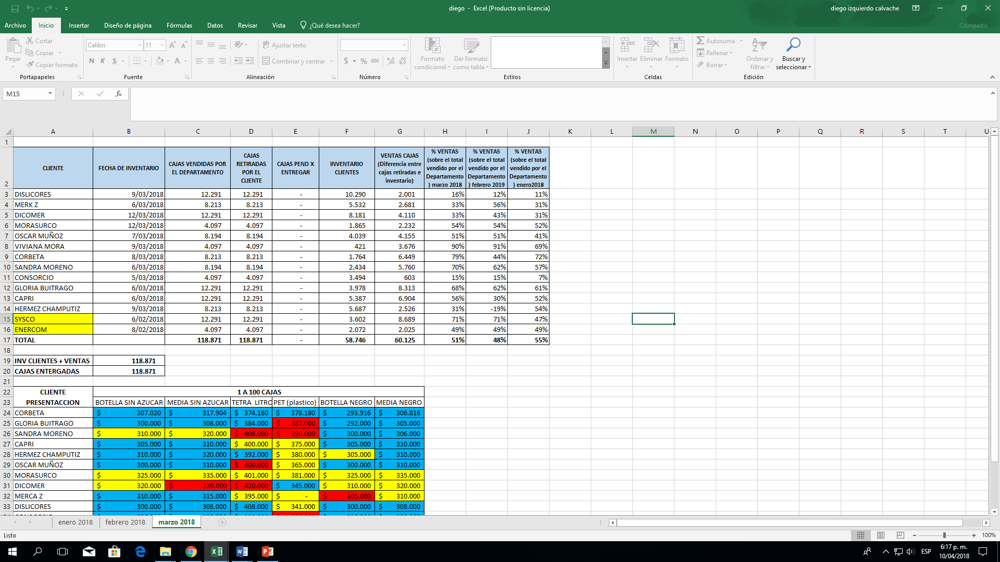 diego - Excel (Producto sin licencia)
diego izquierdo calvache
Archivo Inicio Insertar Diseño de página Fórmulas Datos Revisar Vista ¿Qué desea hacer? Compartir
Cortar
Copiar
Copiar formato
Pegar
Portapapeles
Calibri 11
N K S
Fuente
Ajustar texto
Combinar y centrar
Alineación
$ % 000
Número
Formato condicional
Dar formato como tabla
Estilos
Insertar Eliminar Formato
Celdas
Autosuma
Rellenar
Borrar
Ordenar y filtrar
Buscar y seleccionar
Edición
M15 fx
A B C D E F G H I J K L M N O P Q R S T U
1
2 CLIENTE FECHA DE INVENTARIO CAJAS VENDIDAS POR EL DEPARTAMENTO CAJAS RETIRADAS POR EL CLIENTE CAJAS PEND X ENTREGAR INVENTARIO CLIENTES VENTAS CAJAS (Diferencia entre cajas retiradas e inventario) % VENTAS (sobre el total vendido por el Departamento ) marzo 2018 % VENTAS (sobre el total vendido por el Departamento ) febrero 2019 % VENTAS (sobre el total vendido por el Departamento ) enero2018
3 DISLICORES 9/03/2018 12.291 12.291 - 10.290 2.001 16% 12% 11%
4 MERK Z 6/03/2018 8.213 8.213 - 5.532 2.681 33% 56% 31%
5 DICOMER 12/03/2018 12.291 12.291 - 8.181 4.110 33% 43% 31%
6 MORASURCO 12/03/2018 4.097 4.097 - 1.865 2.232 54% 54% 52%
7 OSCAR MUÑOZ 7/03/2018 8.194 8.194 - 4.039 4.155 51% 51% 41%
8 VIVIANA MORA 9/03/2018 4.097 4.097 - 421 3.676 90% 91% 69%
9 CORBETA 8/03/2018 8.213 8.213 - 1.764 6.449 79% 44% 72%
10 SANDRA MORENO 6/03/2018 8.194 8.194 - 2.434 5.760 70% 62% 57%
11 CONSORCIO 5/03/2018 4.097 4.097 - 3.494 603 15% 15% 7%
12 GLORIA BUITRAGO 6/03/2018 12.291 12.291 - 3.978 8.313 68% 62% 61%
13 CAPRI 6/03/2018 12.291 12.291 - 5.387 6.904 56% 30% 52%
14 HERMEZ CHAMPUTIZ 9/03/2018 8.213 8.213 - 5.687 2.526 31% -19% 54%
15 SYSCO 6/02/2018 12.291 12.291 - 3.602 8.689 71% 71% 47%
16 ENERCOM 8/02/2018 4.097 4.097 - 2.072 2.025 49% 49% 49%
17 TOTAL 118.871 118.871 - 58.746 60.125 51% 48% 55%
18
19 INV CLIENTES + VENTAS 118.871
20 CAJAS ENTERGADAS 118.871
21
22 CLIENTE 1 A 100 CAJAS
23 PRESENTACCION BOTELLA SIN AZUCAR MEDIA SIN AZUCAR TETRA LITRO PET (plastico) BOTELLA NEGRO MEDIA NEGRO
24 CORBETA $ 307.020 $ 317.904 $ 374.160 $ 378.180 $ 293.916 $ 306.816
25 GLORIA BUITRAGO $ 300.000 $ 308.000 $ 384.000 $ 387.000 $ 292.000 $ 305.000
26 SANDRA MORENO $ 310.000 $ 320.000 $ 408.000 $ 390.000 $ 300.000 $ 306.000
27 CAPRI $ 305.000 $ 310.000 $ 400.000 $ 375.000 $ 305.000 $ 310.000
28 HERMEZ CHAMPUTIZ $ 310.000 $ 320.000 $ 392.000 $ 380.000 $ 305.000 $ 310.000
29 OSCAR MUÑOZ $ 300.000 $ 310.000 $ 400.000 $ 365.000 $ 300.000 $ 310.000
30 MORASURCO $ 325.000 $ 335.000 $ 401.000 $ 381.000 $ 325.000 $ 335.000
31 DICOMER $ 320.000 $ 330.000 $ 420.000 $ 345.000 $ 310.000 $ 320.000
32 MERCA Z $ 310.000 $ 315.000 $ 395.000 $ - $ 305.000 $ 310.000
33 DISLICORES $ 300.000 $ 308.000 $ 408.000 $ 341.000 $ 300.000 $ 308.000
enero 2018 febrero 2018 marzo 2018
Listo 100%
ESP
6:17 p. m.
10/04/2018